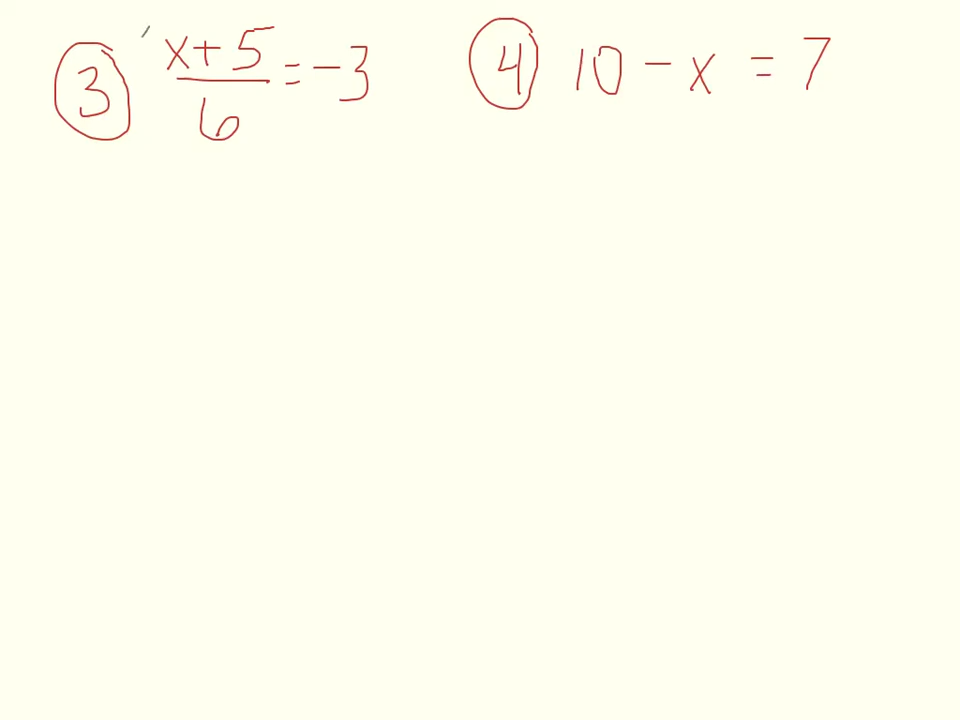 ③ x+5/6 = -3
④ 10 - x = 7